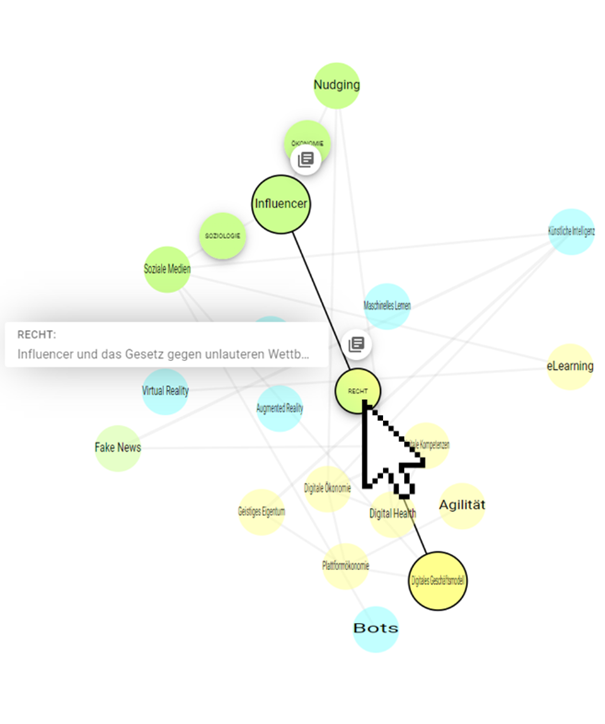 Nudging
ÖKONOMIE
Influencer
SOZIOLOGIE
Künstliche Intelligenz
Soziale Medien
Maschinelles Lernen
RECHT:
Influencer und das Gesetz gegen unlauteren Wettb...
eLearning
Virtual Reality
RECHT
Augmented Reality
Fake News
Kompetenzen
Digitale Ökonomie
Geistiges Eigentum
Digital Health
Agilität
Plattformökonomie
Digitales Geschäftsmodell
Bots